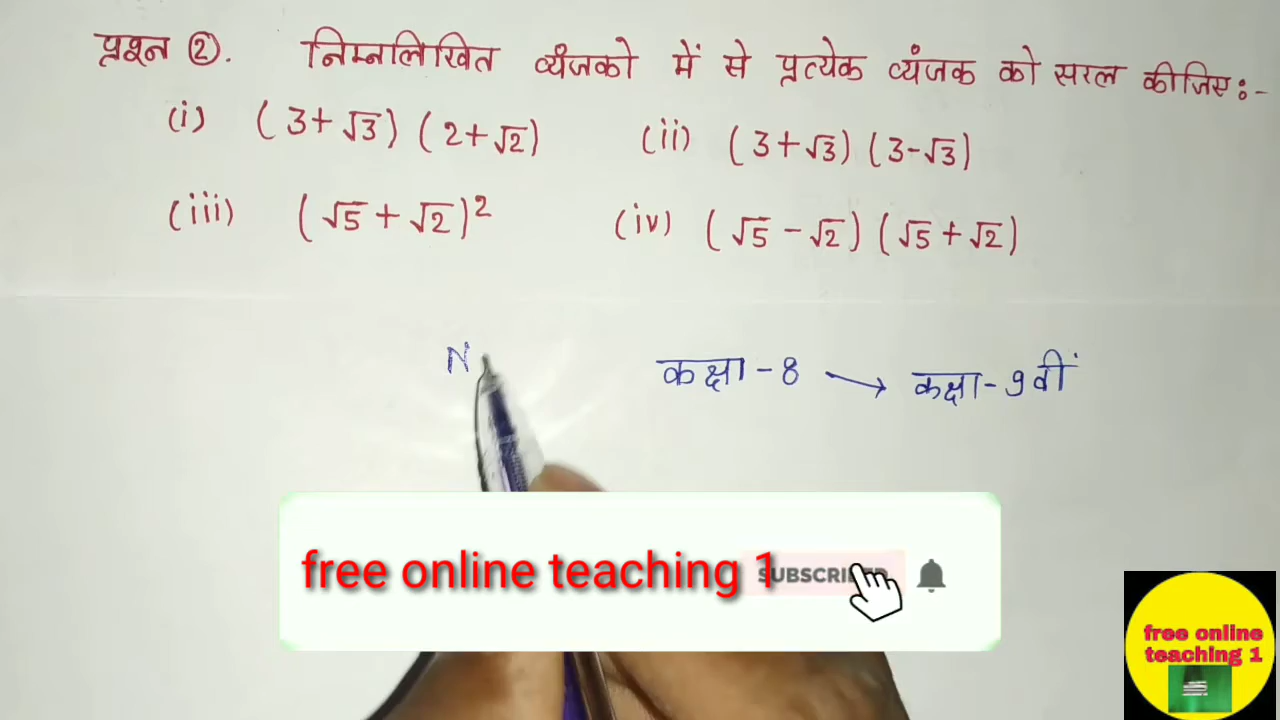 प्रश्न ②. निम्नलिखित व्यंजको में से प्रत्येक व्यंजक को सरल कीजिए:-
(i) (3+√3) (2+√2) (ii) (3+√3) (3-√3)
(iii) (√5 + √2)² (iv) (√5 - √2) (√5 + √2)
N कक्षा-8 → कक्षा-9वीं
free online teaching 1 SUBSCRIBED
free online
teaching 1